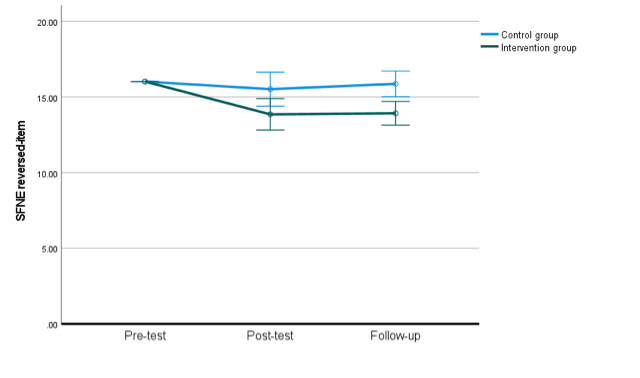 20.00
15.00
10.00
5.00
.00
SFNE reversed-item
Pre-test
Post-test
Follow-up
Control group
Intervention group